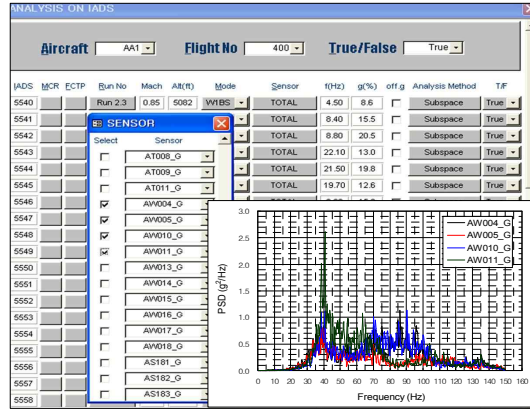 ANALYSIS ON IADS
Aircraft AA1 Flight No 400 True/False True
IADS MCR FCTP Run No Mach Alt(ft) Mode Sensor f(Hz) g(%) off.g Analysis Method T/F
5540 Run 2.3 0.85 5082 W1BS TOTAL 4.50 8.6 Subspace True
5541 TOTAL 8.40 15.5 Subspace True
5542 TOTAL 8.80 20.5 Subspace True
5543 TOTAL 22.10 13.0 Subspace True
5544 TOTAL 21.50 19.8 Subspace True
5545 TOTAL 19.70 12.6 Subspace True
5546
5547
5548
5549
5550
5551
5552
5553
5554
5555
5556
5557
5558
SENSOR
Select Sensor
AT008_G
AT009_G
AT011_G
AW004_G
AW005_G
AW010_G
AW011_G
AW013_G
AW014_G
AW015_G
AW016_G
AW017_G
AW018_G
AS181_G
AS182_G
AS183_G
AW004_G
AW005_G
AW010_G
AW011_G
PSD (g²/Hz)
3.0
2.5
2.0
1.5
1.0
0.5
0.0
0 10 20 30 40 50 60 70 80 90 100 110 120 130 140 150 160
Frequency (Hz)